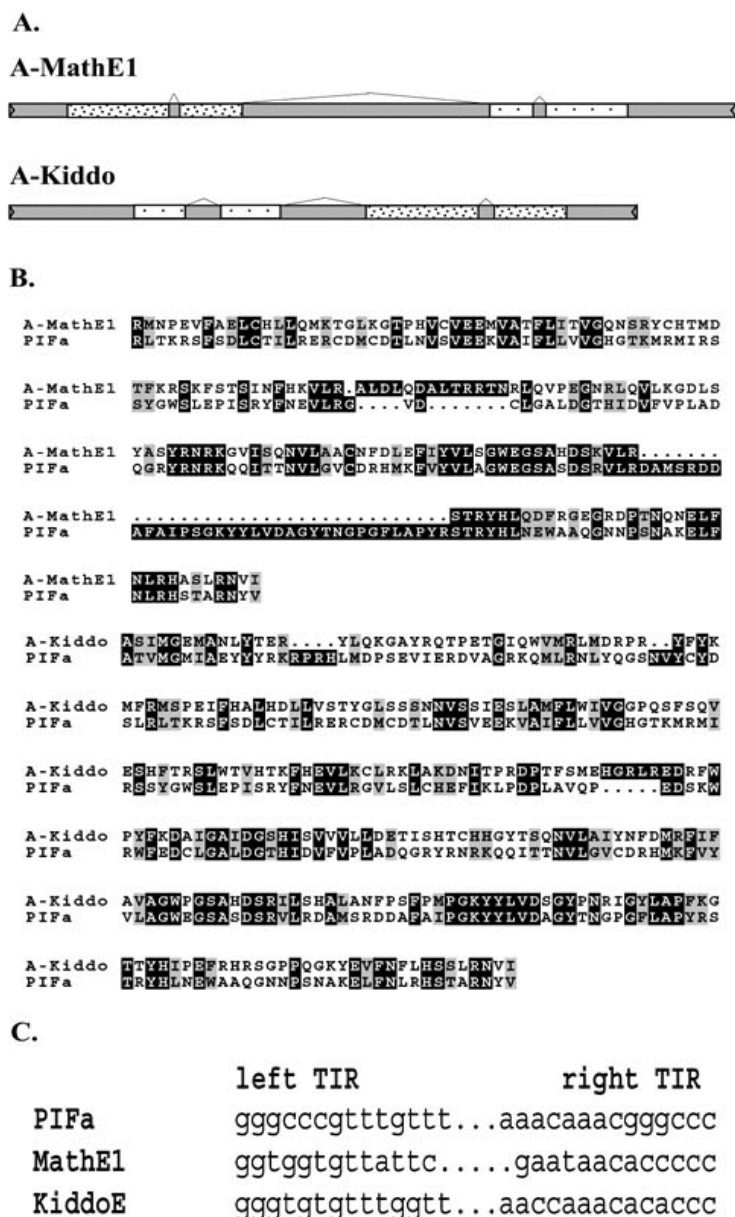 A.
A-MathE1
A-Kiddo
B.
A-MathE1 RMNPEVFAELCHLLQMKTGLKGTPHVCVEEMVATFLITVGQNSRYCHTMD
PIFa RLTKRSFSDLCTILRERCDMCDTLNVSVEEKVAIFLLVVGHGTKMRMIRS
A-MathE1 TFKRSKFSTSINFHKVLR.ALDLQDALTRRTNRLQVPEGNRLQVLKGDLS
PIFa SYGWSLEPISRYFNEVLRG....VD.......CLGALDGTHIDVFVPLAD
A-MathE1 YASYRNRKGVISQNVLAACNFDLEFIYVLSGWEGSAHDSKVLR.......
PIFa QGRYRNRKQQITTNVLGVCDRHMKFVYVLAGWEGSASDSRVLRDAMSRDD
A-MathE1 ..........................STRYHLQDFRGEGRDPTNQNELF
PIFa AFAIPSGKYYLVDAGYTNGPGFLAPYRSTRYHLNEWAAQGNNPSNAKELF
A-MathE1 NLRHASLRNVI
PIFa NLRHSTARNYV
A-Kiddo ASIMGEMANLYTER....YLQKGAYRQTPETGIQWVMRLMDRPR..YFYK
PIFa ATVMGMIAEYYYRKRPRHLMDPSEVIERDVAGRKQMLRNLYQGSNVYCYD
A-Kiddo MFRMSPEIFHALHDLLVSTYGLSSSNNVSSIESLAMFLWIVGGPQSFSQV
PIFa SLRLTKRSFSDLCTILRERCDMCDTLNVSVEEKVAIFLLVVGHGTKMRMI
A-Kiddo ESHFTRSLWTVHTKFHEVLKCLRKLAKDNITPRDPTFSMEHGRLREDRFW
PIFa RSSYGWSLEPISRYFNEVLRGVLSLCHEFIKLPDPLAVQP.....EDSKW
A-Kiddo PYFKDAIGAIDGSHISVVVLLDETISHTCHHGYTSQNVLAIYNFDMRFIF
PIFa RWFEDCLGALDGTHIDVFVPLADQGRYRNRKQQITTNVLGVCDRHMKFVY
A-Kiddo AVAGWPGSAHDSRILSHALANFPSFPMPGKYYLVDSGYPNRIGYLAPFKG
PIFa VLAGWEGSASDSRVLRDAMSRDDAFAIPGKYYLVDAGYTNGPGFLAPYRS
A-Kiddo TTYHIPEFRHRSGPPQGKYEVFNFLHSSLRNVI
PIFa TRYHLNEWAAQGNNPSNAKELFNLRHSTARNYV
C.
left TIR right TIR
PIFa gggcccgtttgttt...aaacaaacgggccc
MathE1 ggtggtgttattc.....gaataacaccccc
KiddoE gggtgtgtttggtt...aaccaaacacaccc